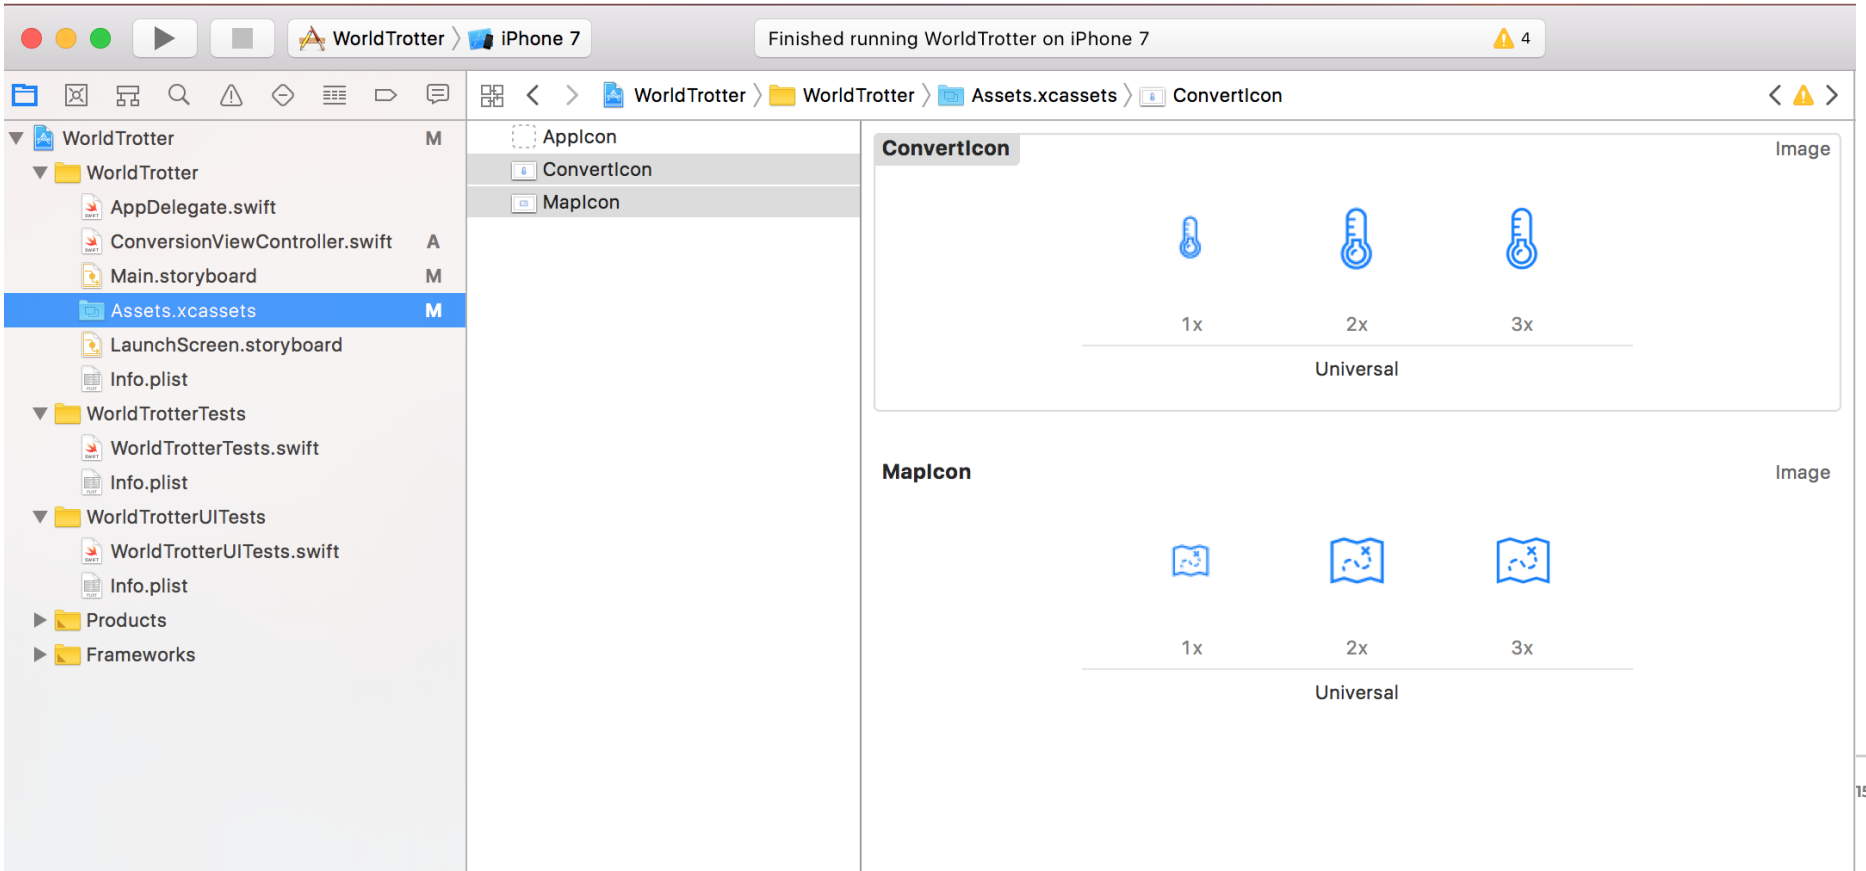 WorldTrotter iPhone 7
Finished running WorldTrotter on iPhone 7
4
WorldTrotter WorldTrotter Assets.xcassets ConvertIcon
WorldTrotter M
WorldTrotter
AppDelegate.swift
ConversionViewController.swift A
Main.storyboard M
Assets.xcassets M
LaunchScreen.storyboard
Info.plist
WorldTrotterTests
WorldTrotterTests.swift
Info.plist
WorldTrotterUITests
WorldTrotterUITests.swift
Info.plist
Products
Frameworks
AppIcon
ConvertIcon
MapIcon
ConvertIcon Image
1x 2x 3x
Universal
MapIcon Image
1x 2x 3x
Universal